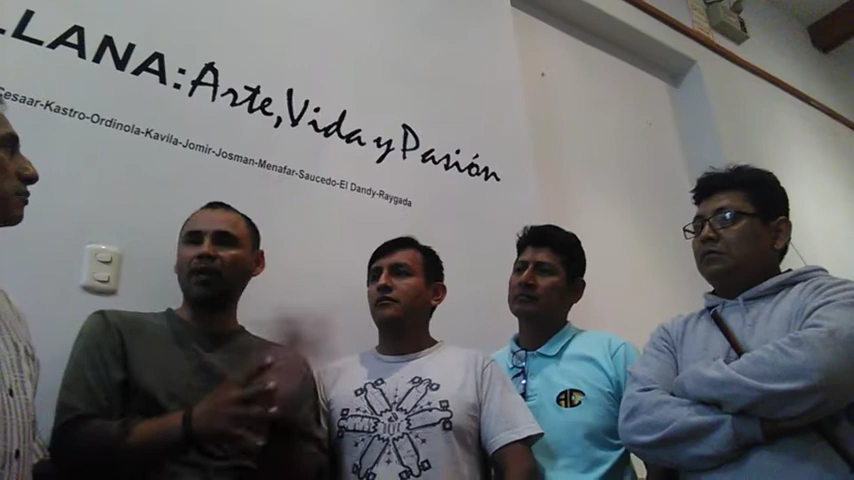 LLANA: Arte, Vida y Pasión
Cesaar-Kastro-Ordinola-Kavila-Jomir-Josman-Menafar-Saucedo-El Dandy-Raygada